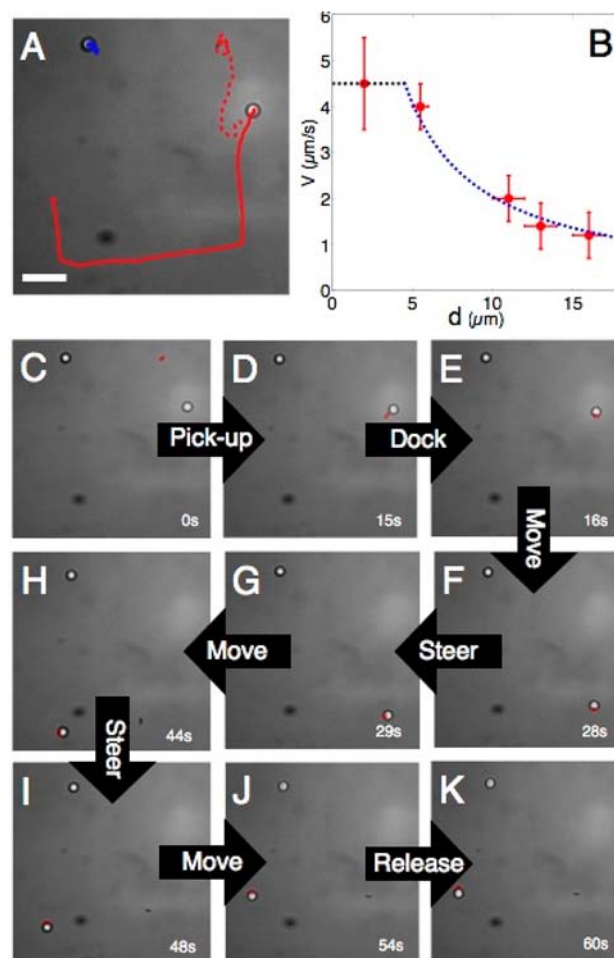 A
B
6
5
4
3
2
1
0
V (μm/s)
0
5
10
15
d (μm)
C
D
E
Pick-up
Dock
0s
15s
16s
Move
H
G
F
Move
Steer
44s
29s
28s
Steer
I
J
K
Move
Release
48s
54s
60s